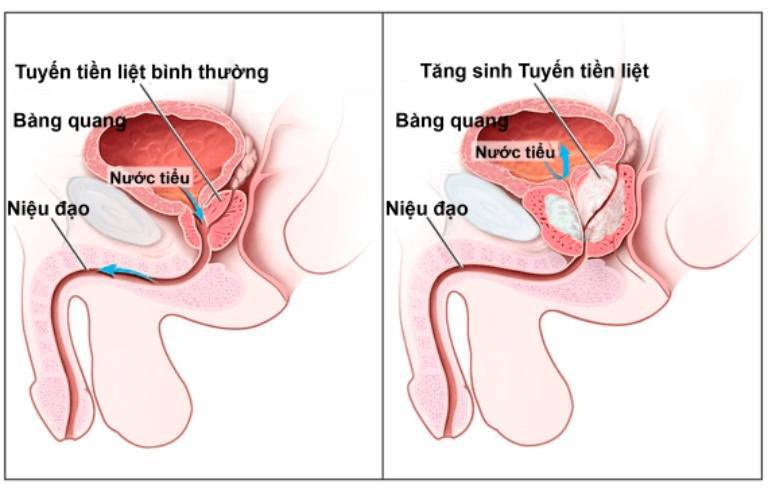 Tuyến tiền liệt bình thường
Bàng quang
Nước tiểu
Niệu đạo
Tăng sinh Tuyến tiền liệt
Bàng quang
Nước tiểu
Niệu đạo